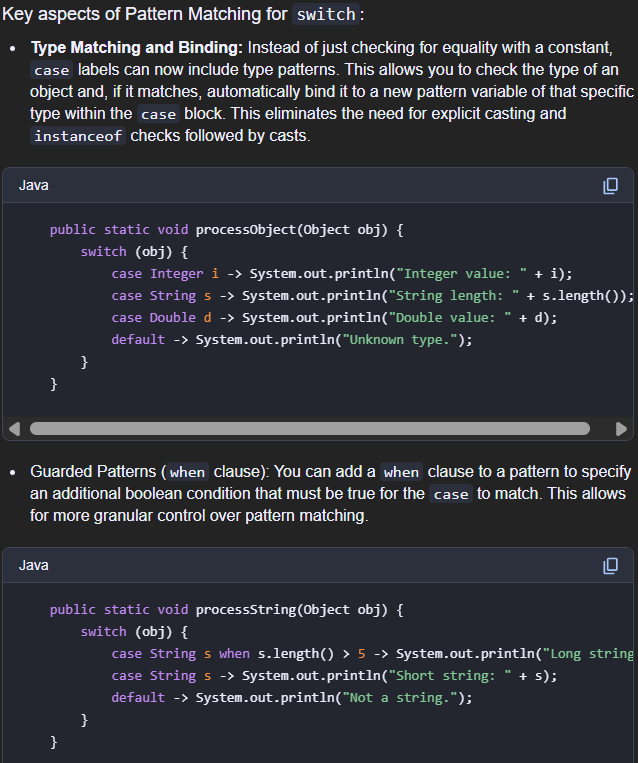 Key aspects of Pattern Matching for switch:
• Type Matching and Binding: Instead of just checking for equality with a constant,
case labels can now include type patterns. This allows you to check the type of an
object and, if it matches, automatically bind it to a new pattern variable of that specific
type within the case block. This eliminates the need for explicit casting and
instanceof checks followed by casts.
Java
public static void processObject(Object obj) {
switch (obj) {
case Integer i -> System.out.println("Integer value: " + i);
case String s -> System.out.println("String length: " + s.length());
case Double d -> System.out.println("Double value: " + d);
default -> System.out.println("Unknown type.");
}
}
• Guarded Patterns (when clause): You can add a when clause to a pattern to specify
an additional boolean condition that must be true for the case to match. This allows
for more granular control over pattern matching.
Java
public static void processString(Object obj) {
switch (obj) {
case String s when s.length() > 5 -> System.out.println("Long string
case String s -> System.out.println("Short string: " + s);
default -> System.out.println("Not a string.");
}
}